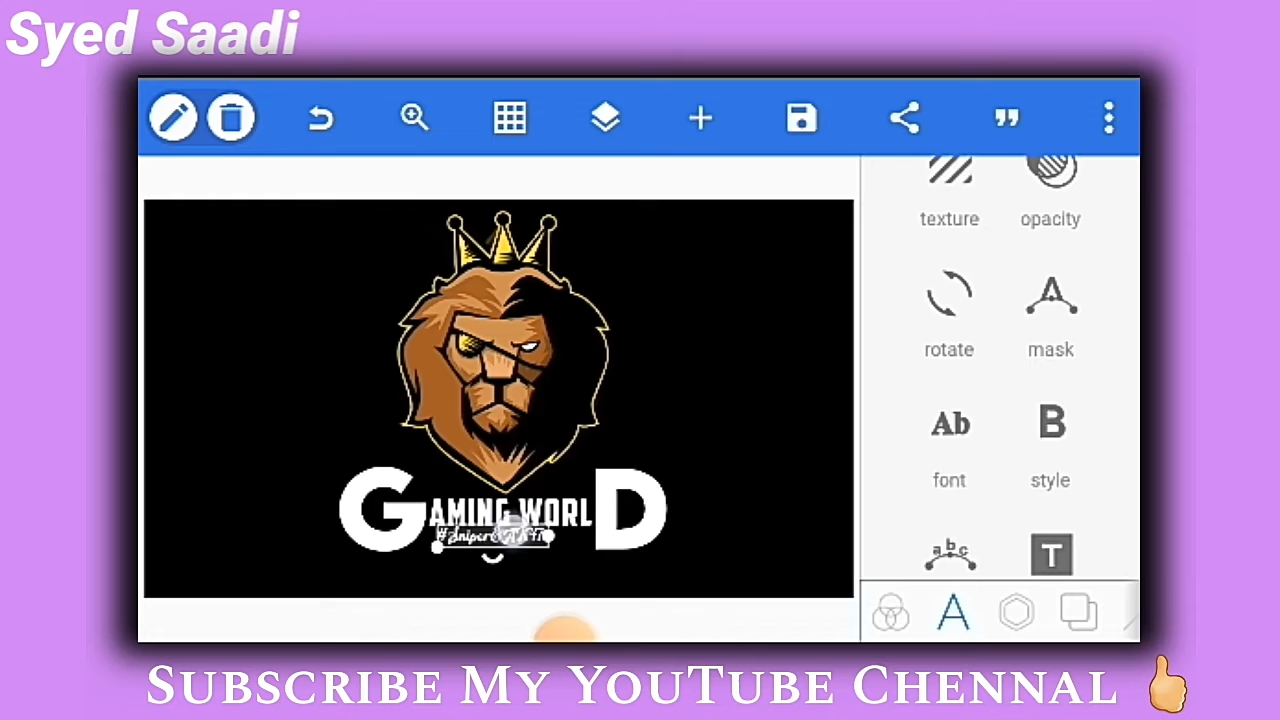 Syed Saadi
texture opacity
rotate mask
Ab B
font style
GAMING WORLD
abc T
A
SUBSCRIBE MY YOUTUBE CHENNAL